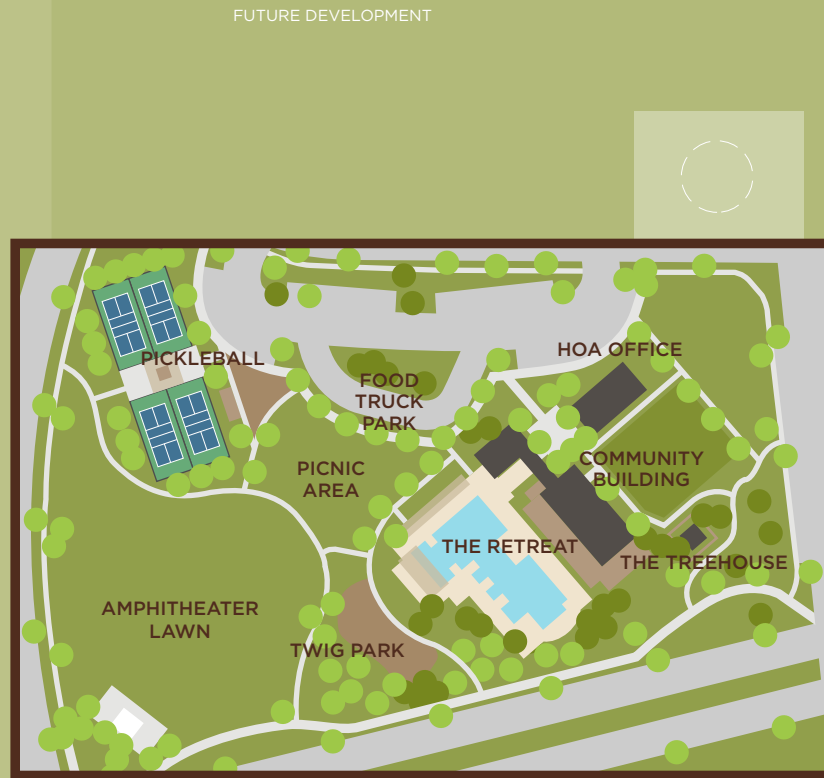 FUTURE DEVELOPMENT
PICKLEBALL
HOA OFFICE
FOOD
TRUCK
PARK
PICNIC
AREA
COMMUNITY
BUILDING
THE RETREAT
THE TREEHOUSE
AMPHITHEATER
LAWN
TWIG PARK